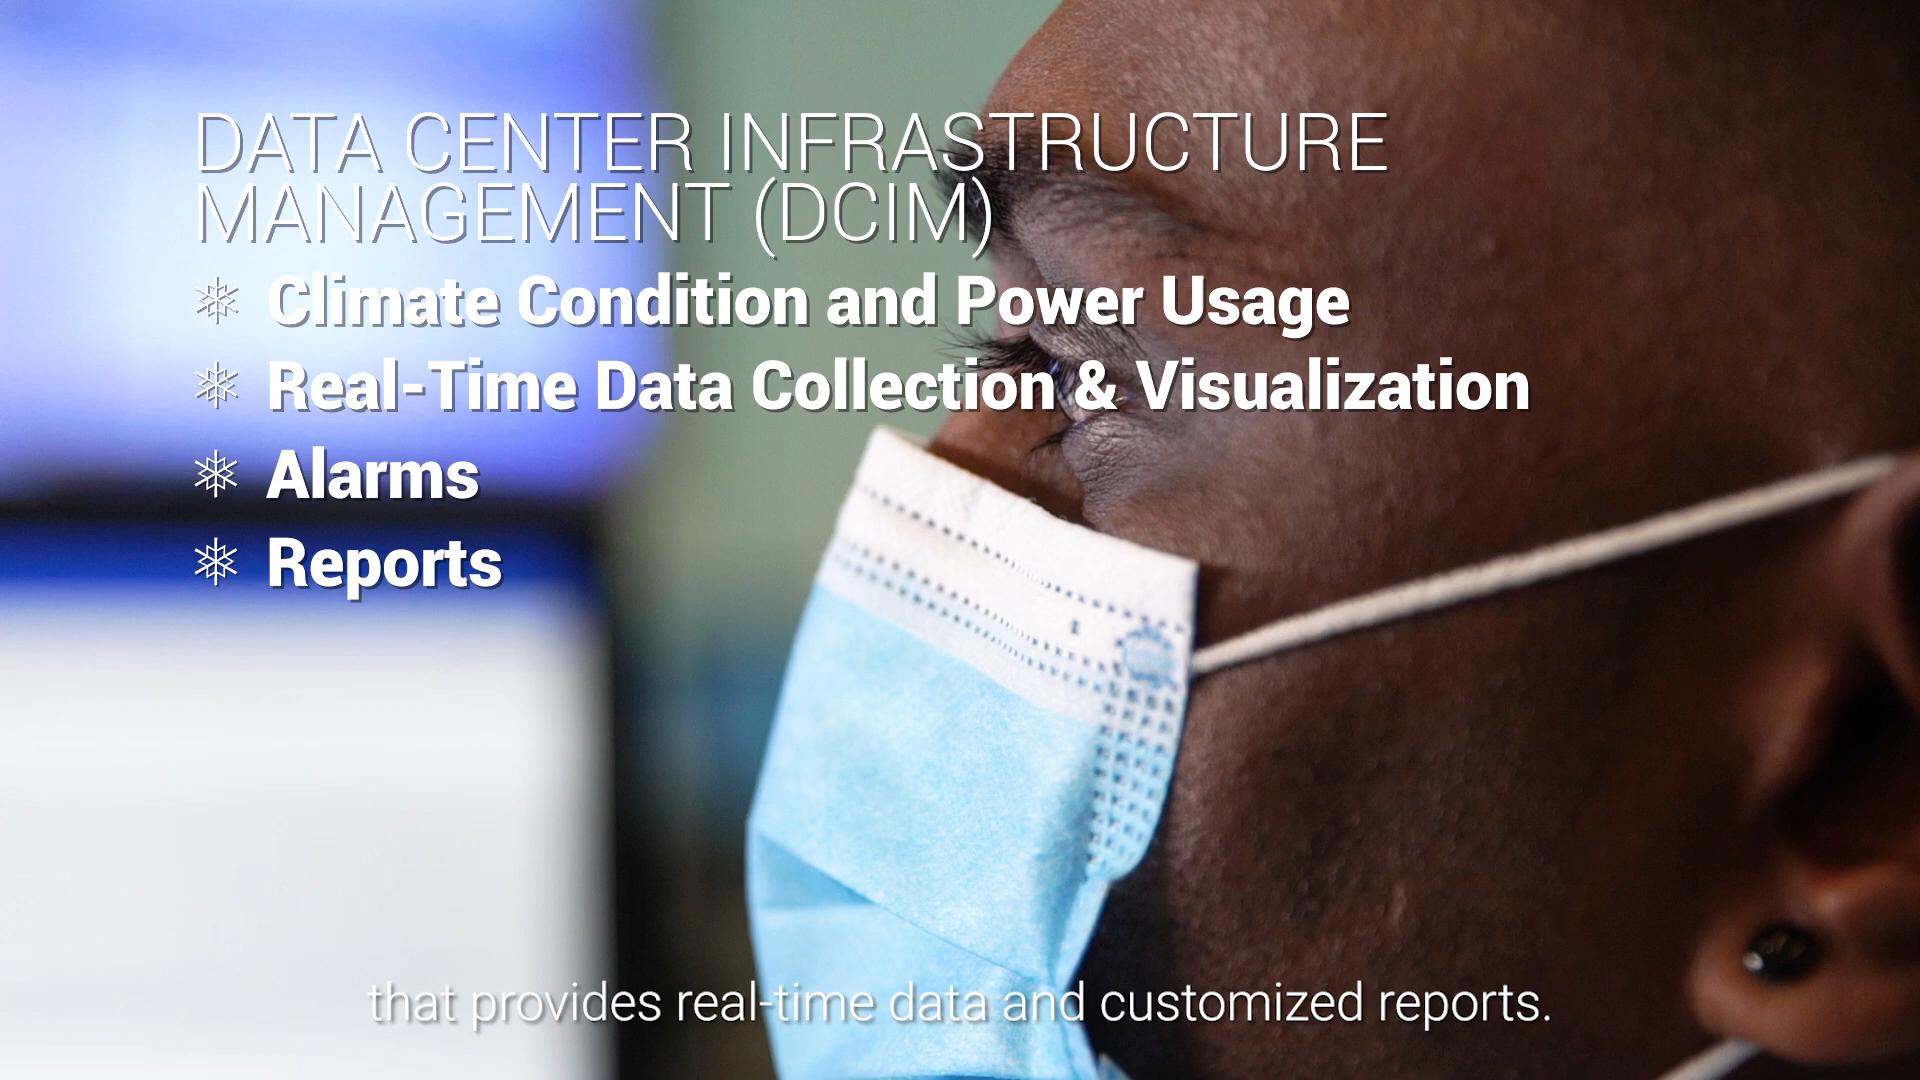 DATA CENTER INFRASTRUCTURE
MANAGEMENT (DCIM)
❄ Climate Condition and Power Usage
❄ Real-Time Data Collection & Visualization
❄ Alarms
❄ Reports
that provides real-time data and customized reports.